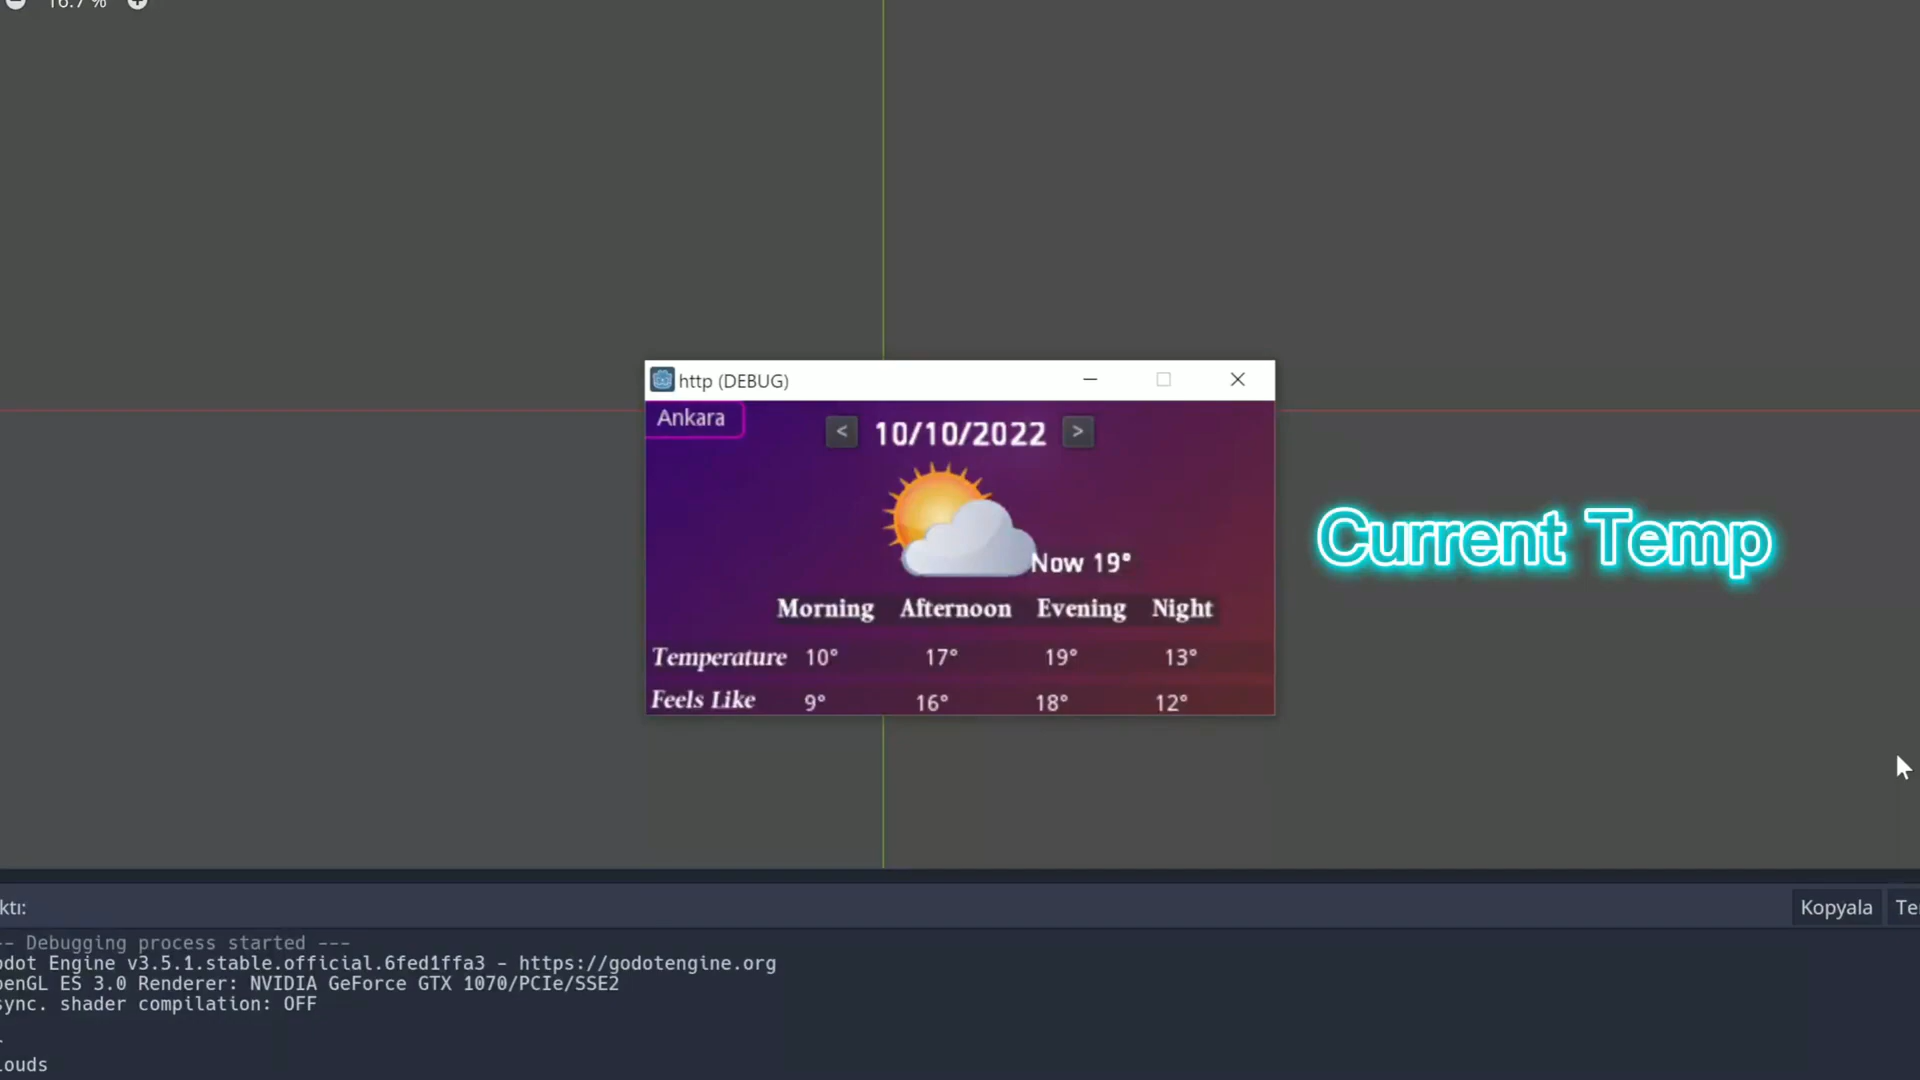 16.7 %
http (DEBUG)
Ankara
< 10/10/2022 >
Now 19°
Current Temp
Morning Afternoon Evening Night
Temperature 10° 17° 19° 13°
Feels Like 9° 16° 18° 12°
ktı:
Kopyala
-- Debugging process started ---
odot Engine v3.5.1.stable.official.6fed1ffa3 - https://godotengine.org
penGL ES 3.0 Renderer: NVIDIA GeForce GTX 1070/PCIe/SSE2
sync. shader compilation: OFF
louds